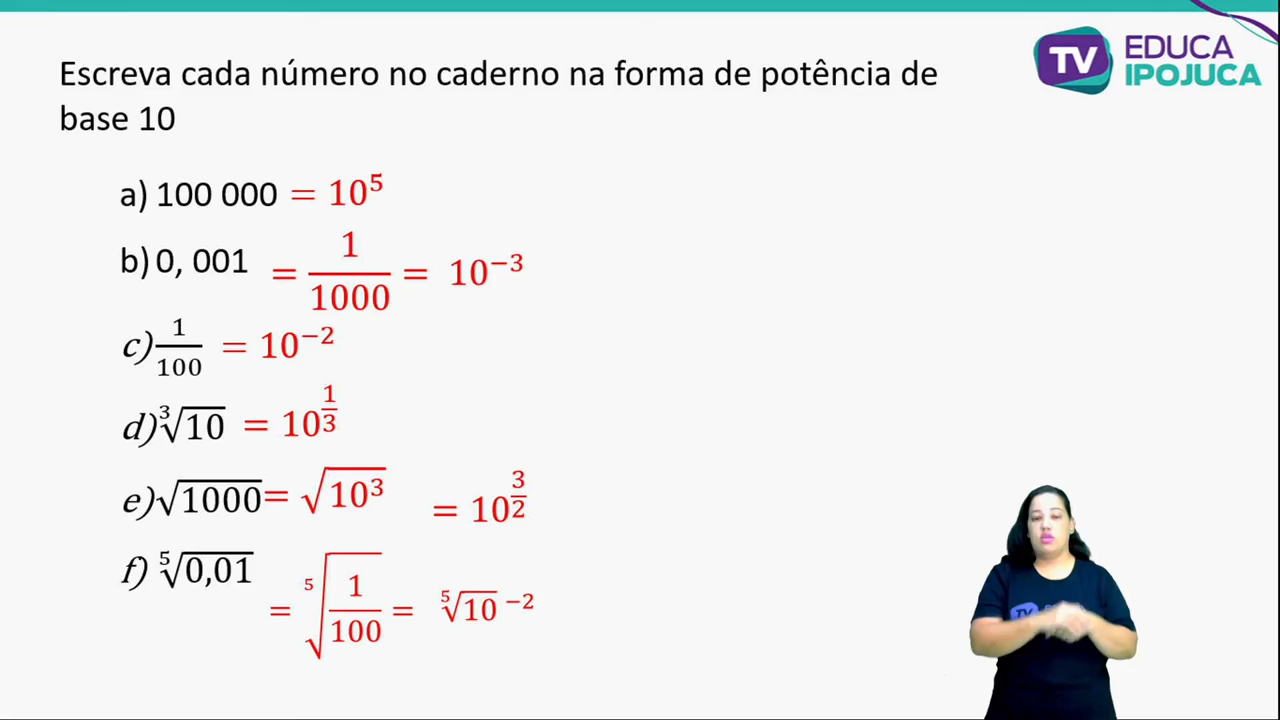 TV EDUCA
IPOJUCA
Escreva cada número no caderno na forma de potência de
base 10
a) 100 000 = 10⁵
b) 0, 001 = 1/1000 = 10⁻³
c) 1/100 = 10⁻²
d) ∛10 = 10^(1/3)
e) √1000 = √10³ = 10^(3/2)
f) ⁵√0,01 = ⁵√(1/100) = ⁵√10 ⁻²
TV